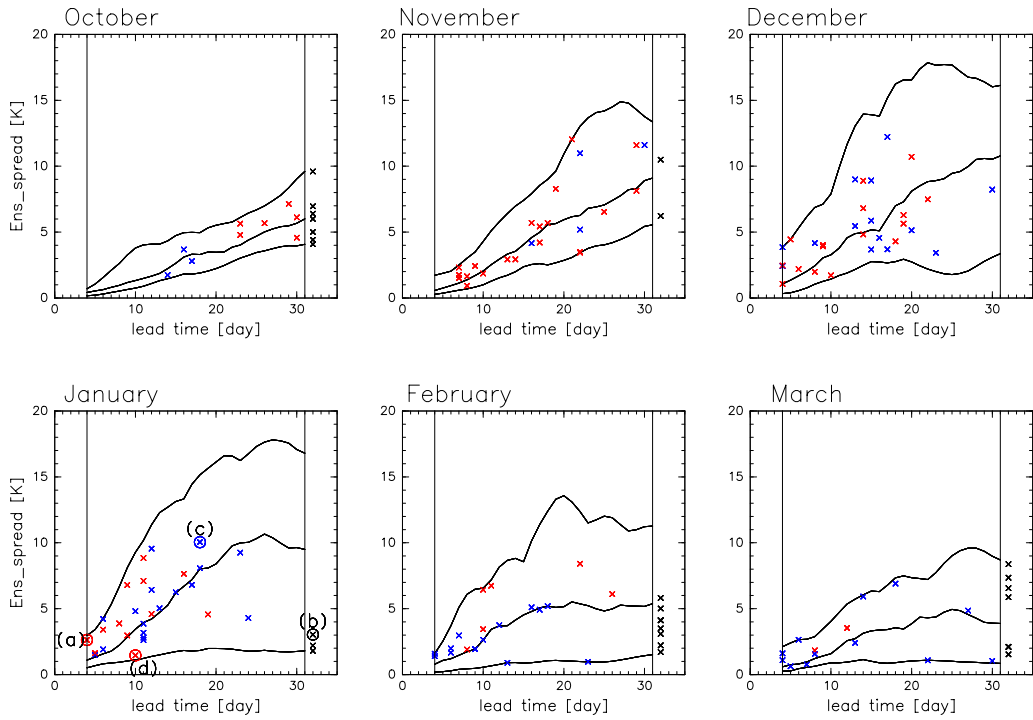 October November December
20 20 20
15 15 15
Ens_spread [K] 10 10 10
5 5 5
0 0 0
0 10 20 30 0 10 20 30 0 10 20 30
lead time [day] lead time [day] lead time [day]
January February March
20 20 20
15 15 15
(c)
Ens_spread [K] 10 10 10
5 5 5
(b)
(a)
(d)
0 0 0
0 10 20 30 0 10 20 30 0 10 20 30
lead time [day] lead time [day] lead time [day]